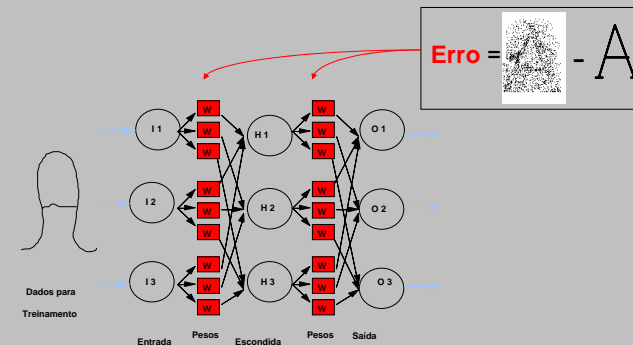 Erro = A - A
I 1 W W W H 1 W W W O 1
I 2 W W W H 2 W W W O 2
I 3 W W W H 3 W W W O 3
Dados para
Treinamento
Entrada Pesos Escondida Pesos Saída